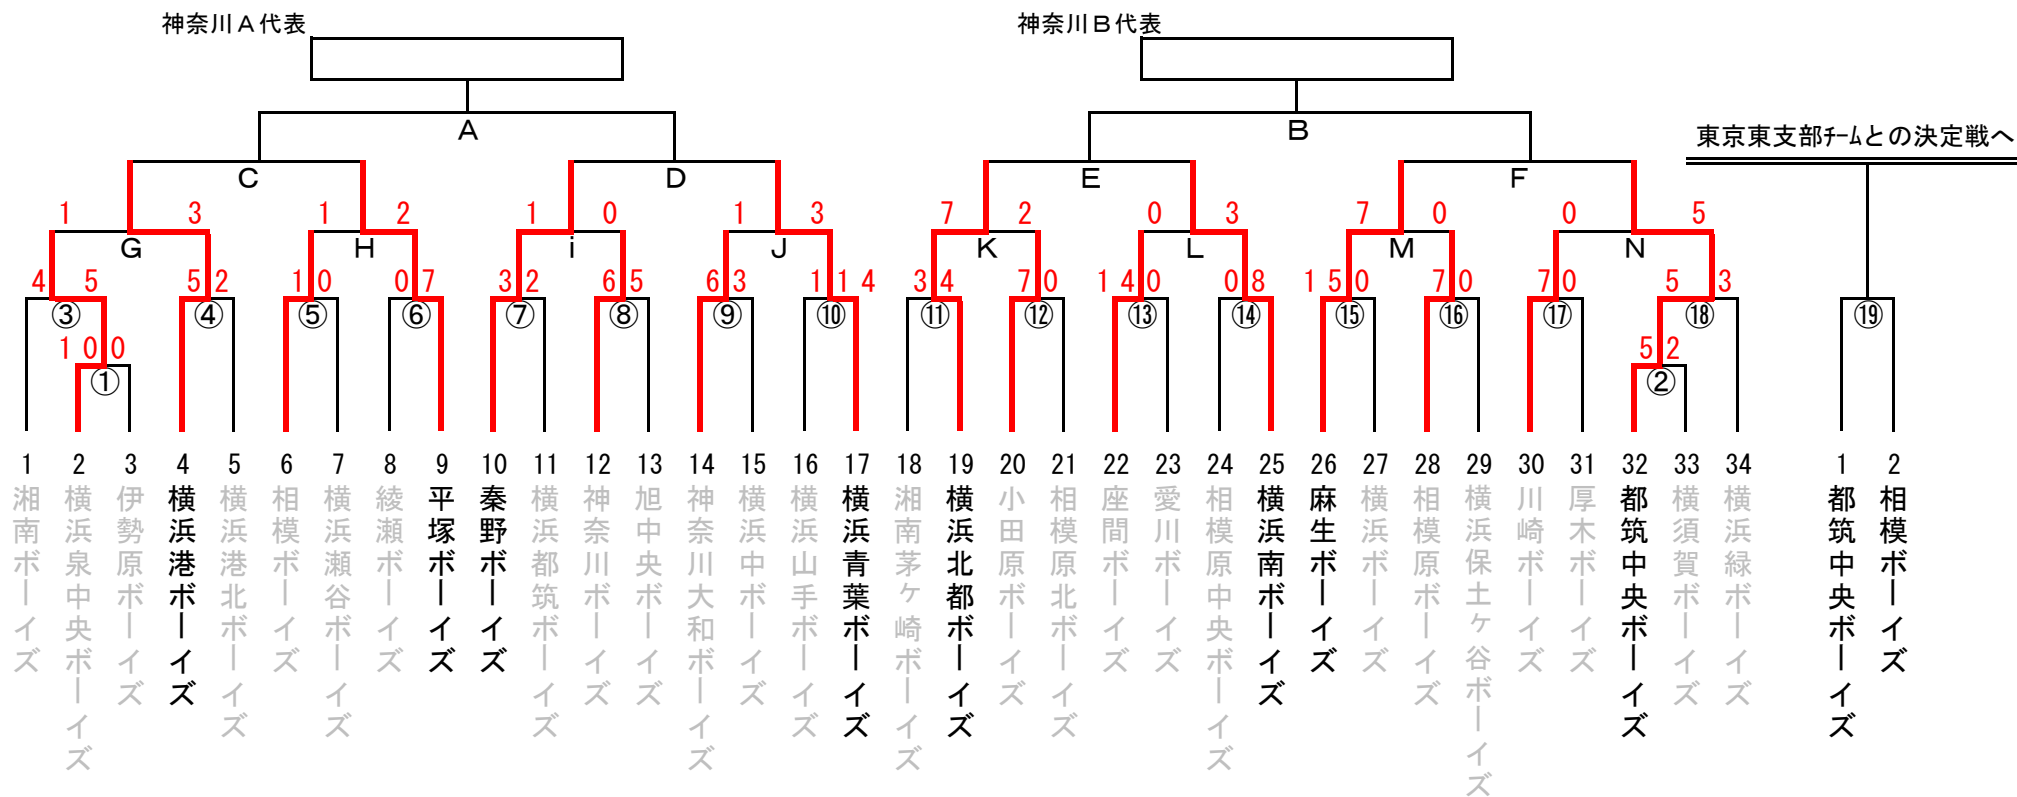 神奈川A代表
神奈川B代表
A
B
東京東支部ﾁｰﾑとの決定戦へ
C
D
E
F
1 3
1 2
1 0
1 3
7 2
0 3
7 0
0 5
G
H
i
J
K
L
M
N
4 5
5 2
1 0
0 7
3 2
6 5
6 3
1 14
3 4
7 0
14 0
0 8
15 0
7 0
7 0
5 3
③
④
⑤
⑥
⑦
⑧
⑨
⑩
⑪
⑫
⑬
⑭
⑮
⑯
⑰
⑱
⑲
10 0
5 2
①
②
1 湘南ボーイズ
2 横浜泉中央ボーイズ
3 伊勢原ボーイズ
4 横浜港ボーイズ
5 横浜港北ボーイズ
6 相模ボーイズ
7 横浜瀬谷ボーイズ
8 綾瀬ボーイズ
9 平塚ボーイズ
10 秦野ボーイズ
11 横浜都筑ボーイズ
12 神奈川ボーイズ
13 旭中央ボーイズ
14 神奈川大和ボーイズ
15 横浜中ボーイズ
16 横浜山手ボーイズ
17 横浜青葉ボーイズ
18 湘南茅ヶ崎ボーイズ
19 横浜北都ボーイズ
20 小田原ボーイズ
21 相模原北ボーイズ
22 座間ボーイズ
23 愛川ボーイズ
24 相模原中央ボーイズ
25 横浜南ボーイズ
26 麻生ボーイズ
27 横浜ボーイズ
28 相模原ボーイズ
29 横浜保土ヶ谷ボーイズ
30 川崎ボーイズ
31 厚木ボーイズ
32 都筑中央ボーイズ
33 横須賀ボーイズ
34 横浜緑ボーイズ
1 都筑中央ボーイズ
2 相模ボーイズ